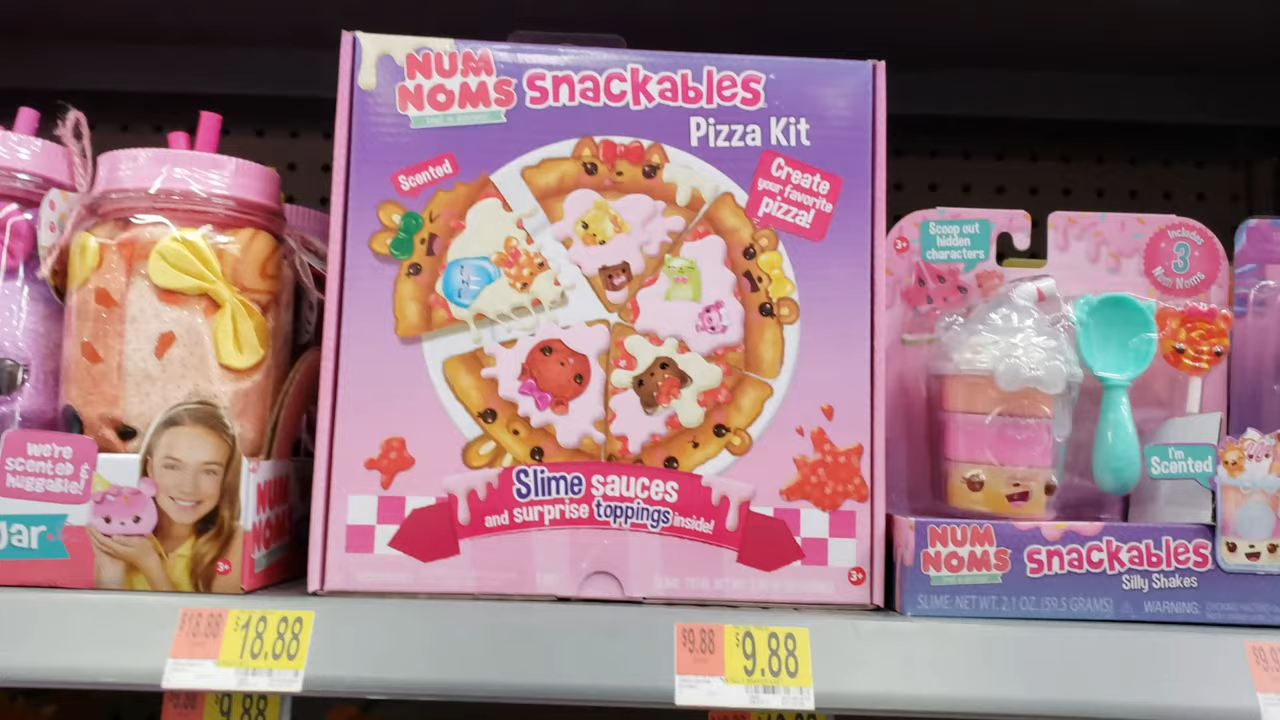 NUM
NOMS
snackables
Pizza Kit
Scented
Create
your favorite
pizza!
Slime sauces
and surprise toppings inside!
3+
we're
scented &
huggable!
Jar
NUM
NOMS
3+
3+
Scoop out
hidden
characters
Includes
3
Num Noms
I'm
Scented
NUM
NOMS
snackables
Silly Shakes
SLIME: NET WT. 2.1 OZ. (59.5 GRAMS)
WARNING:
$18.88
$18.88
$9.88
$9.88
9.88